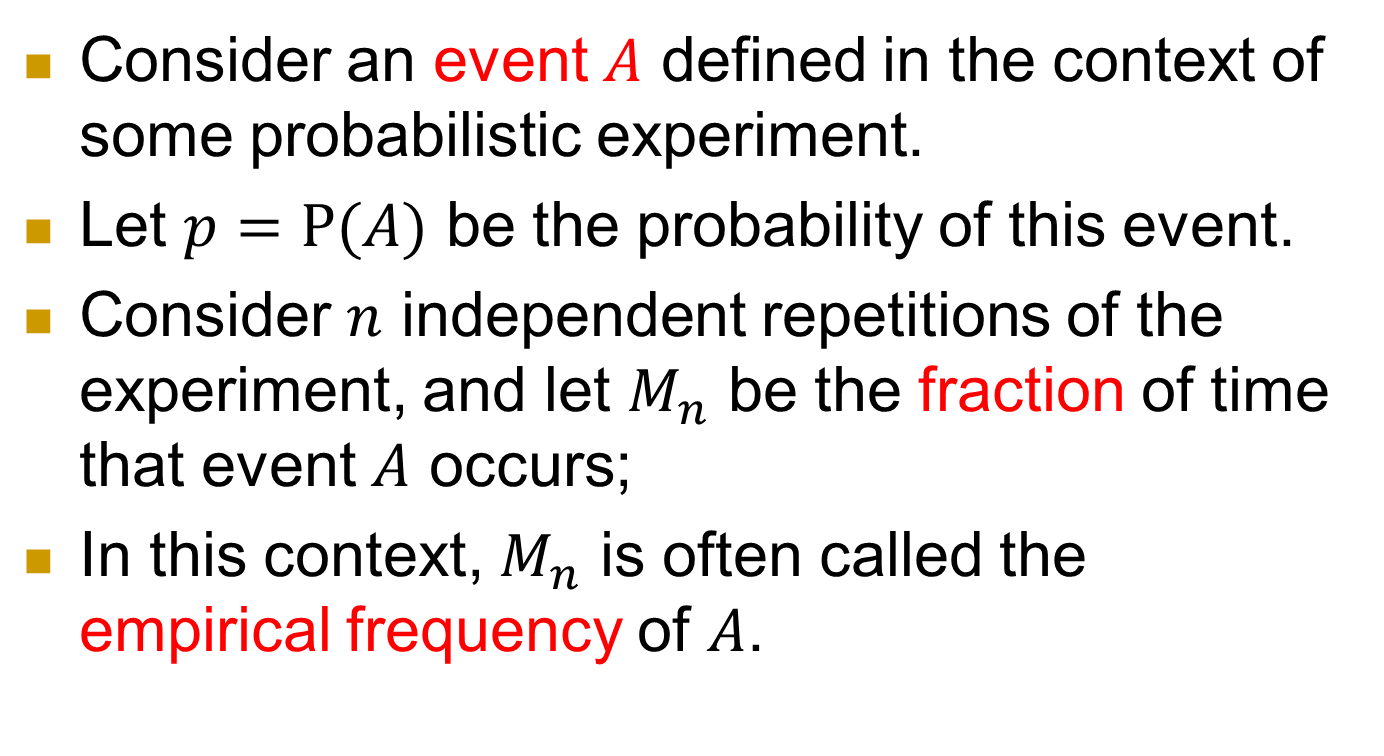 Consider an event A defined in the context of
some probabilistic experiment.
Let p = P(A) be the probability of this event.
Consider n independent repetitions of the
experiment, and let Mₙ be the fraction of time
that event A occurs;
In this context, Mₙ is often called the
empirical frequency of A.